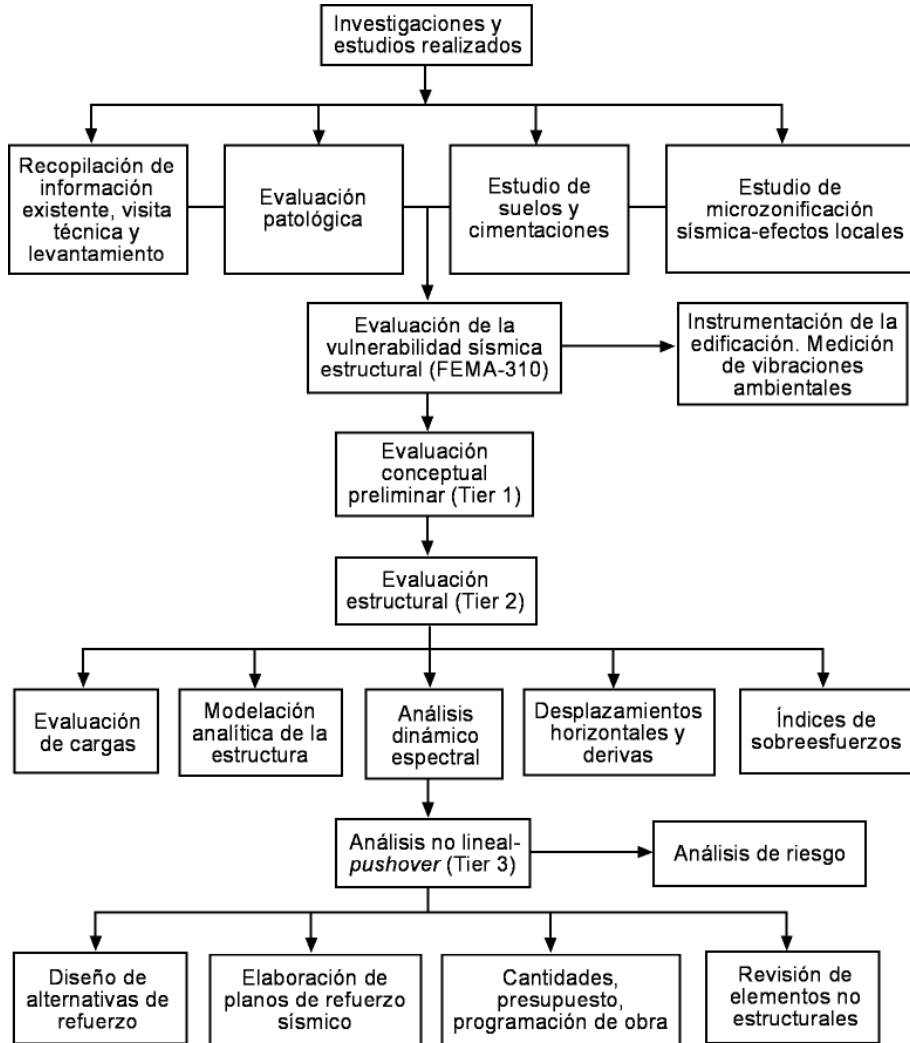 Investigaciones y
estudios realizados
Recopilación de
información
existente, visita
técnica y
levantamiento
Evaluación
patológica
Estudio de
suelos y
cimentaciones
Estudio de
microzonificación
sísmica-efectos locales
Evaluación de la
vulnerabilidad sísmica
estructural (FEMA-310)
Instrumentación de la
edificación. Medición
de vibraciones
ambientales
Evaluación
conceptual
preliminar (Tier 1)
Evaluación
estructural (Tier 2)
Evaluación
de cargas
Modelación
analítica de la
estructura
Análisis
dinámico
espectral
Desplazamientos
horizontales y
derivas
Índices de
sobreesfuerzos
Análisis no lineal-
pushover (Tier 3)
Análisis de riesgo
Diseño de
alternativas de
refuerzo
Elaboración de
planos de refuerzo
sísmico
Cantidades,
presupuesto,
programación de obra
Revisión de
elementos no
estructurales